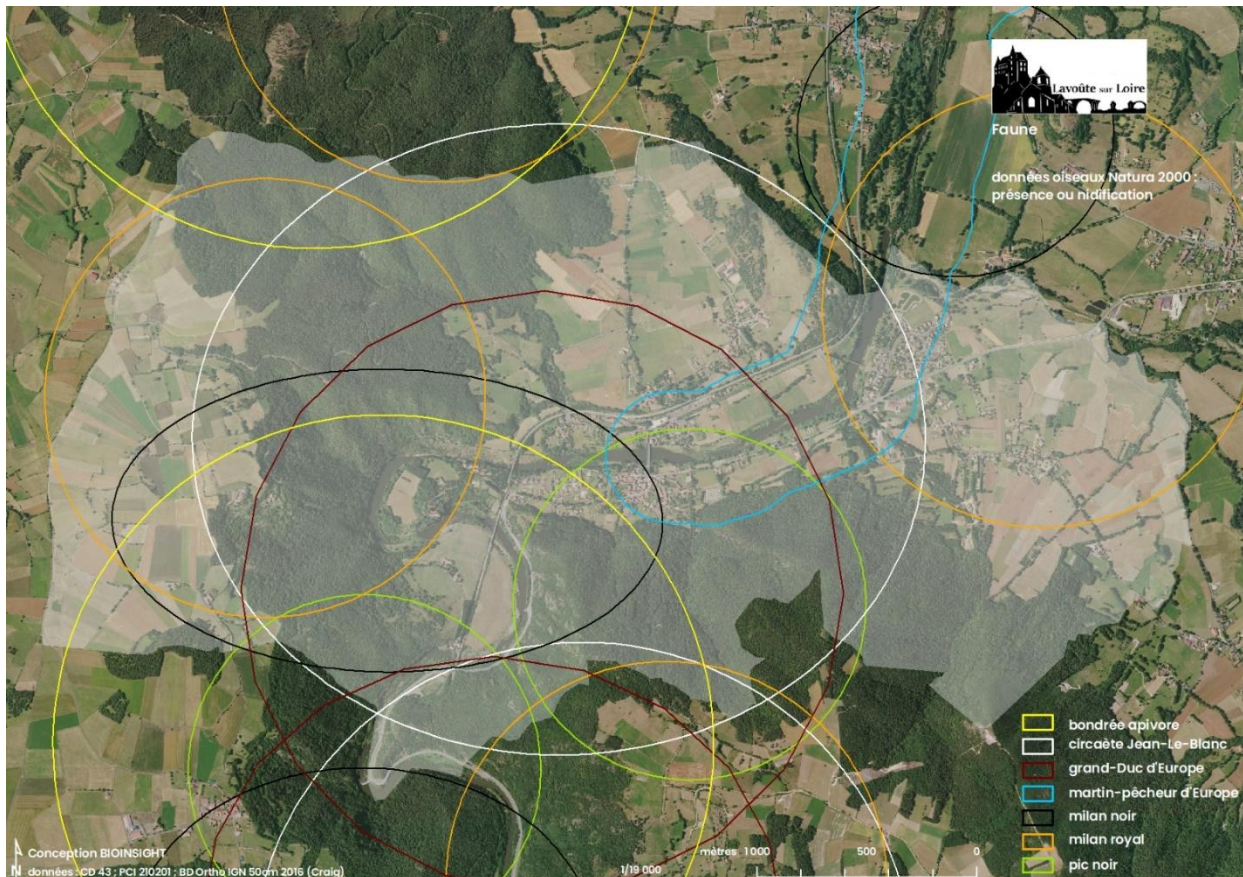 Lavoûte sur Loire
Faune
données oiseaux Natura 2000 :
présence ou nidification
bondrée apivore
circaète Jean-Le-Blanc
grand-Duc d'Europe
martin-pêcheur d'Europe
milan noir
milan royal
pic noir
mètres 1 000 500 0
1/19 000
Conception BIOINSIGHT
N données : CD 43 ; PCI 210201 ; BD Ortho IGN 50cm 2016 (Craig)